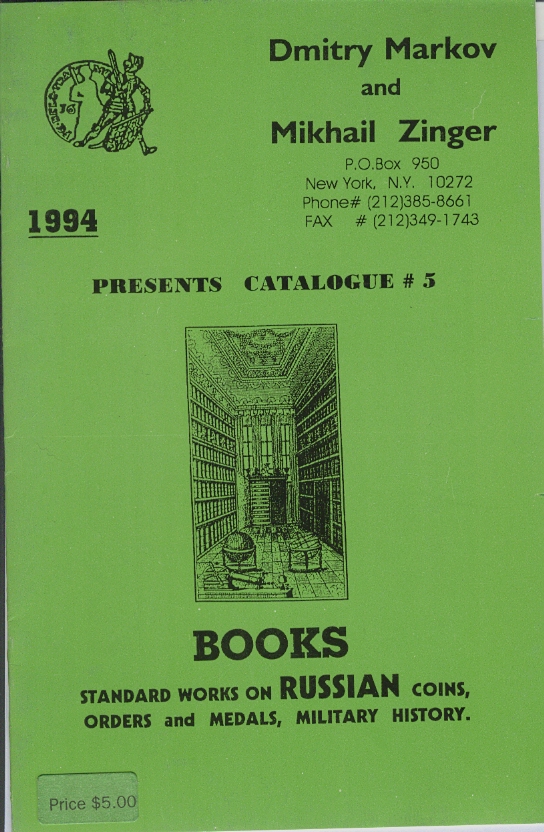 Dmitry Markov
and
Mikhail Zinger
P.O.Box 950
New York, N.Y. 10272
Phone# (212)385-8661
FAX # (212)349-1743
1994
PRESENTS CATALOGUE # 5
BOOKS
STANDARD WORKS ON RUSSIAN COINS,
ORDERS and MEDALS, MILITARY HISTORY.
Price $5.00